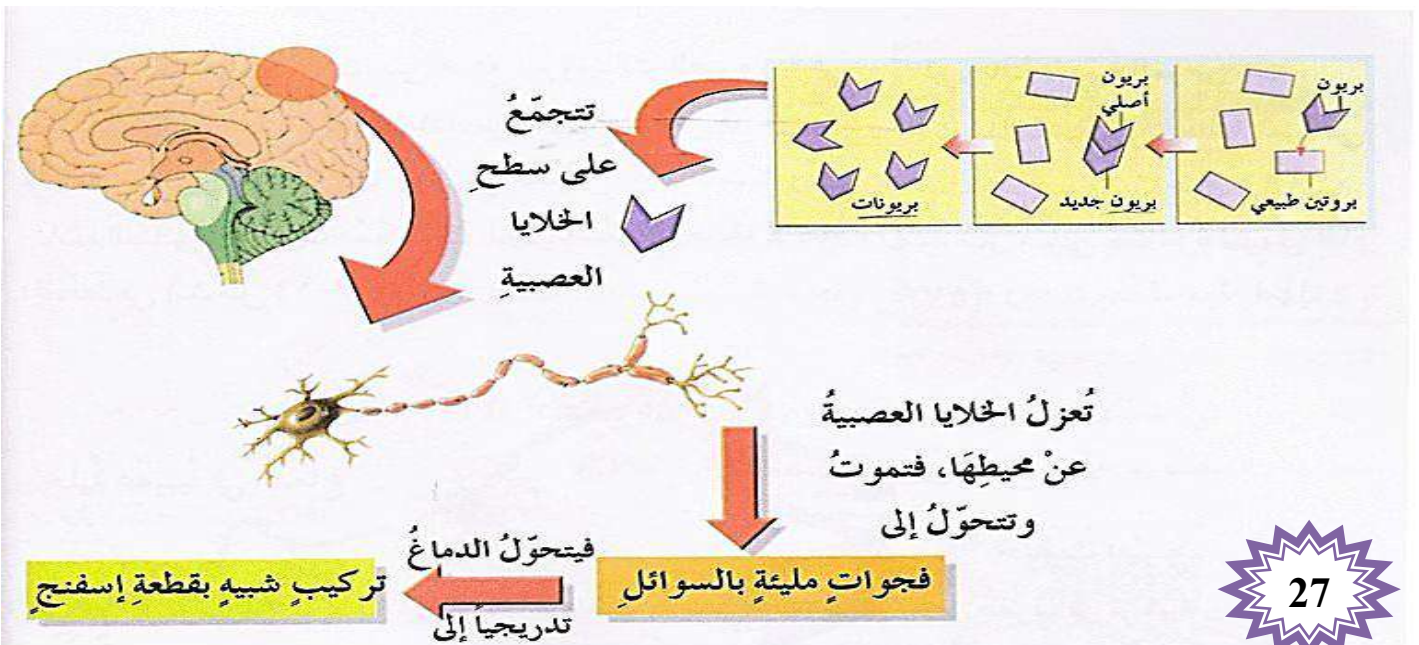 بريون
بروتين طبيعي
بريون
أصلي
بريون جديد
بريونات
تتجمّعُ
على سطحِ
الخلايا
العصبيةِ
تُعزلُ الخلايا العصبيةُ
عنْ محيطِهَا، فتموتُ
وتتحوّلُ إلى
فجواتٍ مليئةٍ بالسوائلِ
فيتحوّلُ الدماغُ
تدريجياً إلى
تركيبٍ شبيهٍ بقطعةِ إسفنجٍ
27